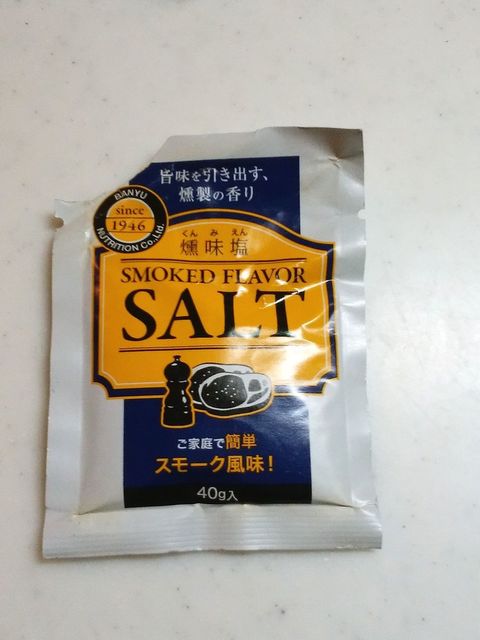 旨味を引き出す、
燻製の香り
BANYU
since
1946
NUTRITION Co.,Ltd.
くんみえん
燻味塩
SMOKED FLAVOR
SALT
ご家庭で簡単
スモーク風味!
40g入